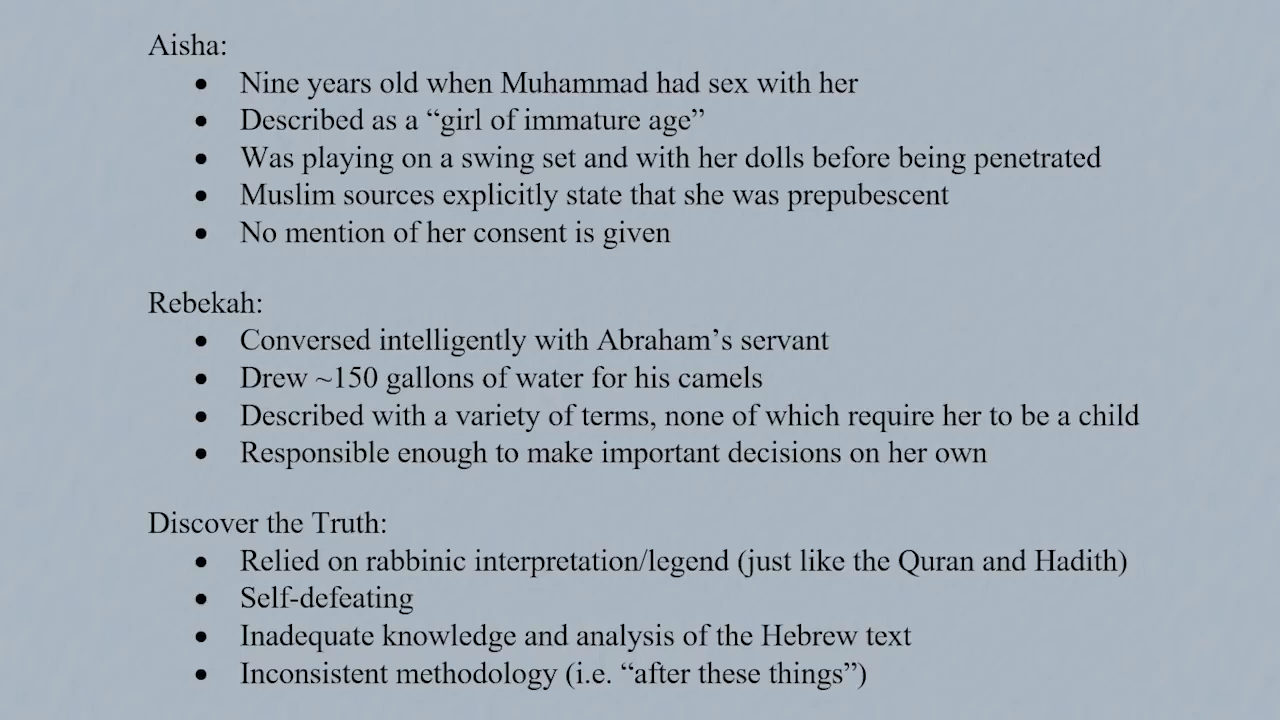 Aisha:
• Nine years old when Muhammad had sex with her
• Described as a “girl of immature age”
• Was playing on a swing set and with her dolls before being penetrated
• Muslim sources explicitly state that she was prepubescent
• No mention of her consent is given
Rebekah:
• Conversed intelligently with Abraham’s servant
• Drew ~150 gallons of water for his camels
• Described with a variety of terms, none of which require her to be a child
• Responsible enough to make important decisions on her own
Discover the Truth:
• Relied on rabbinic interpretation/legend (just like the Quran and Hadith)
• Self-defeating
• Inadequate knowledge and analysis of the Hebrew text
• Inconsistent methodology (i.e. “after these things”)